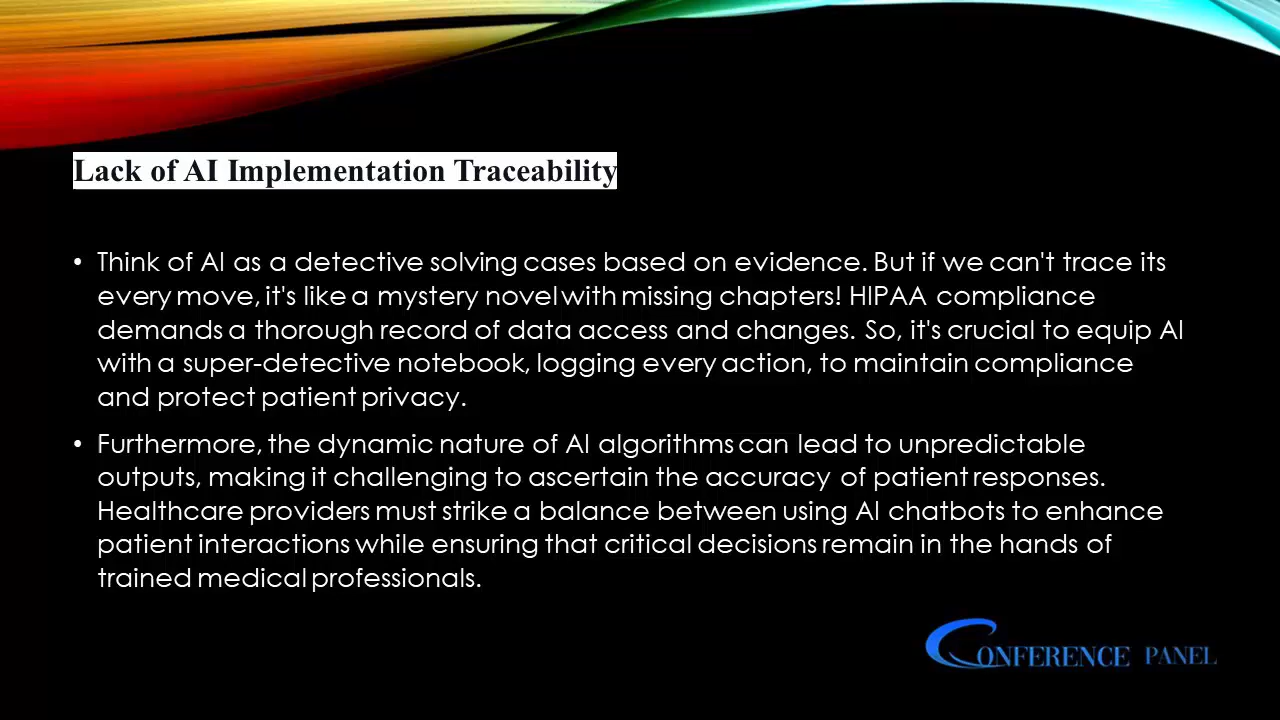 Lack of AI Implementation Traceability
• Think of AI as a detective solving cases based on evidence. But if we can't trace its
every move, it's like a mystery novel with missing chapters! HIPAA compliance
demands a thorough record of data access and changes. So, it's crucial to equip AI
with a super-detective notebook, logging every action, to maintain compliance
and protect patient privacy.
• Furthermore, the dynamic nature of AI algorithms can lead to unpredictable
outputs, making it challenging to ascertain the accuracy of patient responses.
Healthcare providers must strike a balance between using AI chatbots to enhance
patient interactions while ensuring that critical decisions remain in the hands of
trained medical professionals.
CONFERENCE PANEL